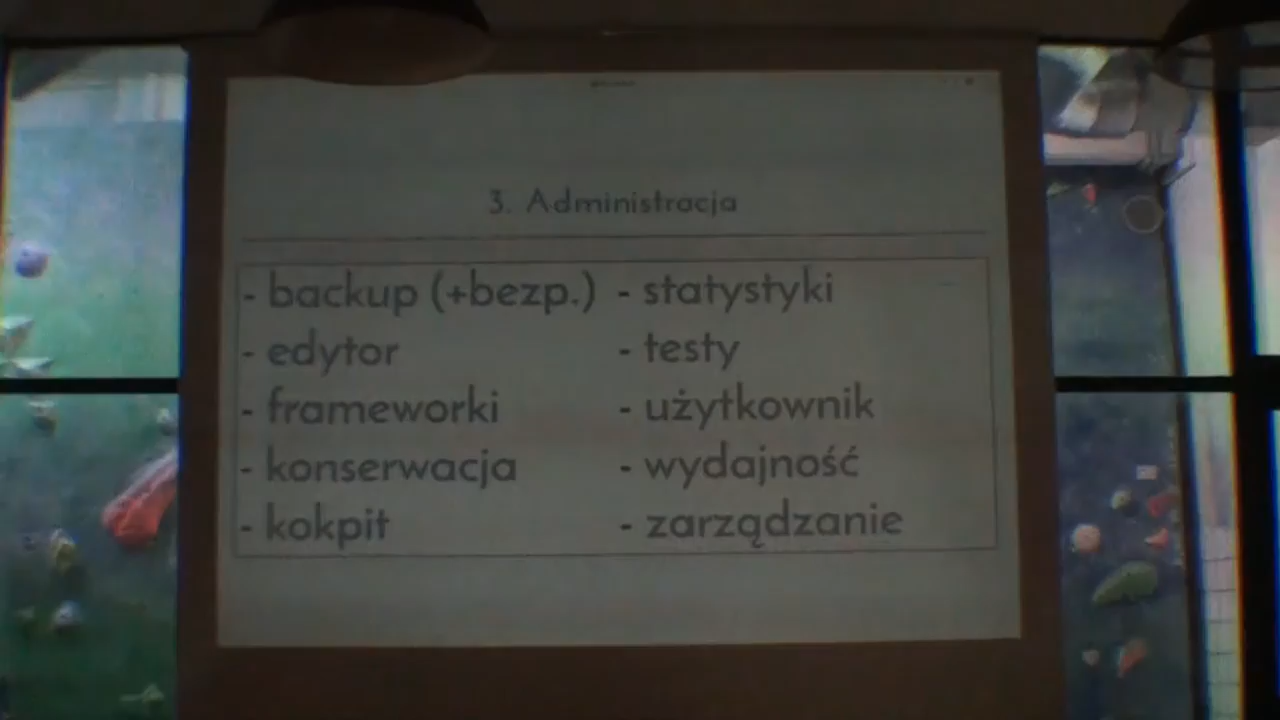 3. Administracja
- backup (+bezp.)
- edytor
- frameworki
- konserwacja
- kokpit
- statystyki
- testy
- użytkownik
- wydajność
- zarządzanie